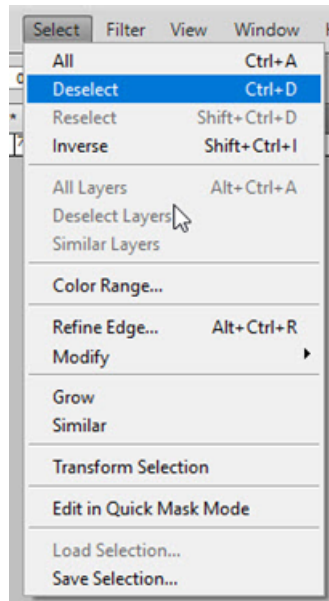 Select Filter View Window
All Ctrl+A
Deselect Ctrl+D
Reselect Shift+Ctrl+D
Inverse Shift+Ctrl+I
All Layers Alt+Ctrl+A
Deselect Layers
Similar Layers
Color Range...
Refine Edge... Alt+Ctrl+R
Modify
Grow
Similar
Transform Selection
Edit in Quick Mask Mode
Load Selection...
Save Selection...